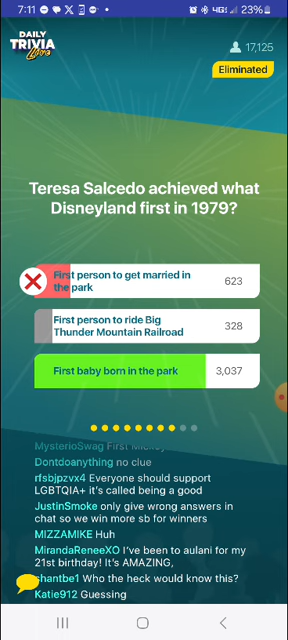 7:11
4G
23%
DAILY
TRIVIA
Live
17,125
Eliminated
Teresa Salcedo achieved what
Disneyland first in 1979?
First person to get married in
the park
623
First person to ride Big
Thunder Mountain Railroad
328
First baby born in the park
3,037
MysterioSwag First Mickey
Dontdoanything no clue
rfsbjpzvx4 Everyone should support
LGBTQIA+ it's called being a good
JustinSmoke only give wrong answers in
chat so we win more sb for winners
MIZZAMIKE Huh
MirandaReneeXO I've been to aulani for my
21st birthday! It's AMAZING,
shantbe1 Who the heck would know this?
Katie912 Guessing